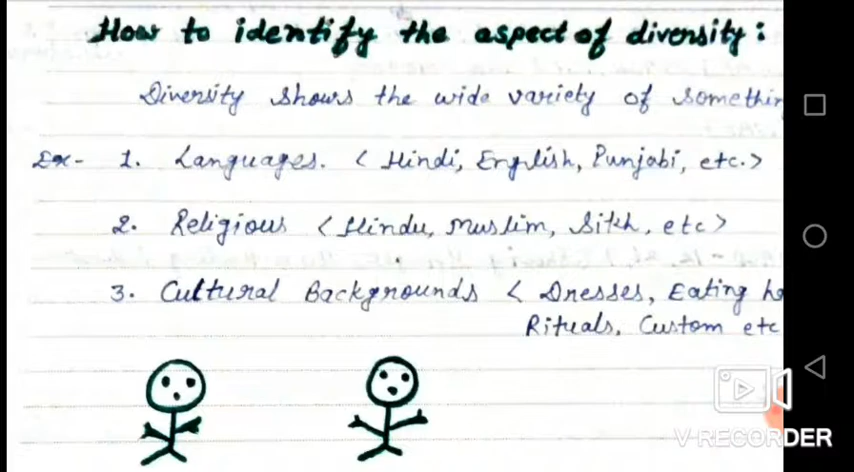 How to identify the aspect of diversity:
Diversity shows the wide variety of somethin
Ex- 1. Languages. < Hindi, English, Punjabi, etc.>
2. Religious < Hindu, Muslim, Sikh, etc>
3. Cultural Backgrounds < Dresses, Eating ha
Rituals, Custom etc
V RECORDER